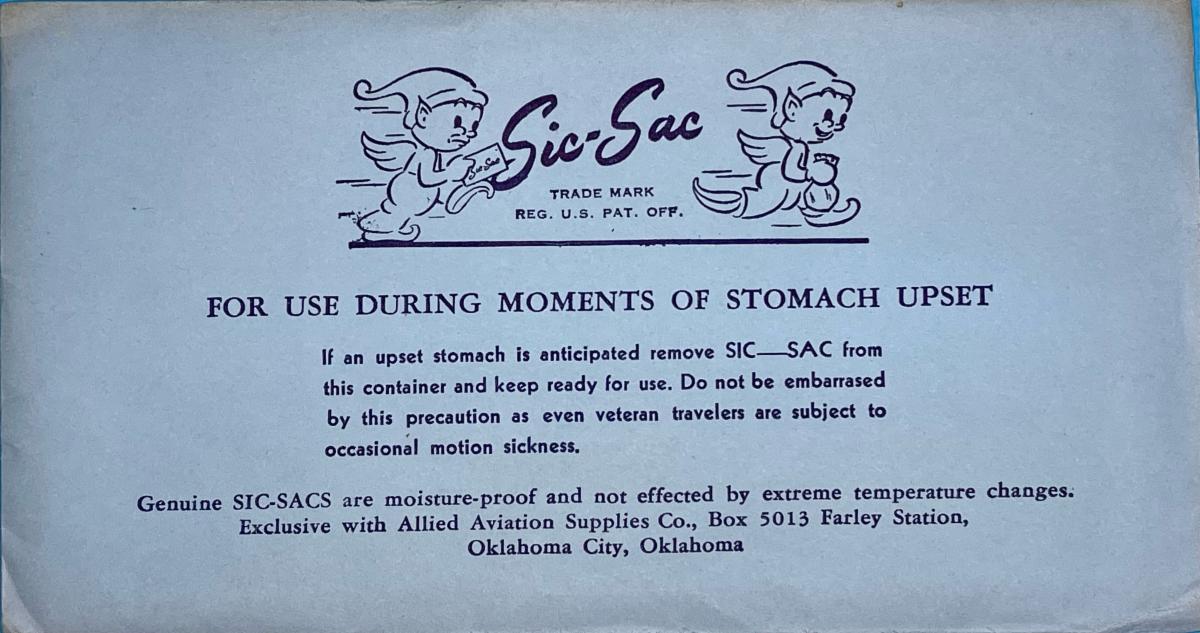 Sic-Sac
Sic-Sac
TRADE MARK
REG. U.S. PAT. OFF.
FOR USE DURING MOMENTS OF STOMACH UPSET
If an upset stomach is anticipated remove SIC—SAC from
this container and keep ready for use. Do not be embarrased
by this precaution as even veteran travelers are subject to
occasional motion sickness.
Genuine SIC-SACS are moisture-proof and not effected by extreme temperature changes.
Exclusive with Allied Aviation Supplies Co., Box 5013 Farley Station,
Oklahoma City, Oklahoma